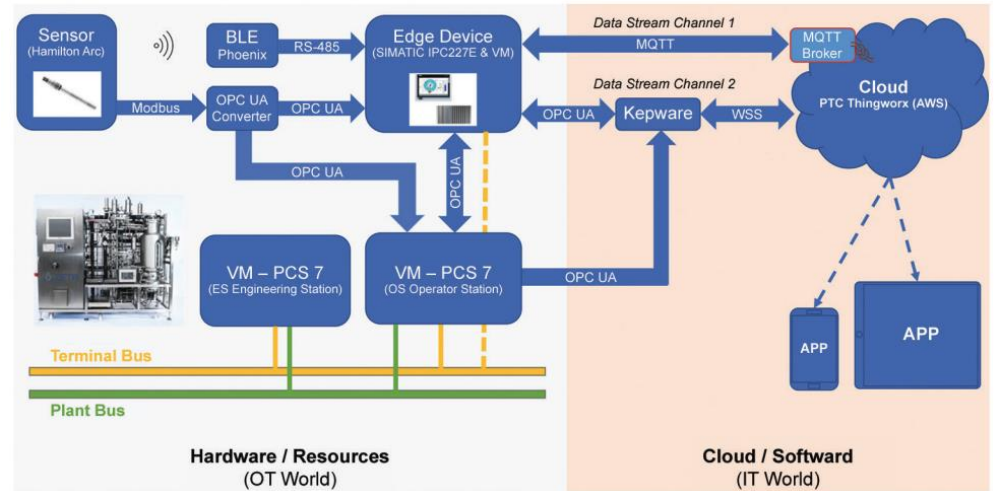 Sensor
(Hamilton Arc)
BLE
Phoenix
RS-485
Edge Device
(SIMATIC IPC227E & VM)
Data Stream Channel 1
MQTT
MQTT
Broker
Cloud
PTC Thingworx (AWS)
Modbus
OPC UA
Converter
OPC UA
Data Stream Channel 2
OPC UA
Kepware
WSS
OPC UA
OPC UA
VM – PCS 7
(ES Engineering Station)
VM – PCS 7
(OS Operator Station)
OPC UA
APP
APP
Terminal Bus
Plant Bus
Hardware / Resources
(OT World)
Cloud / Softward
(IT World)